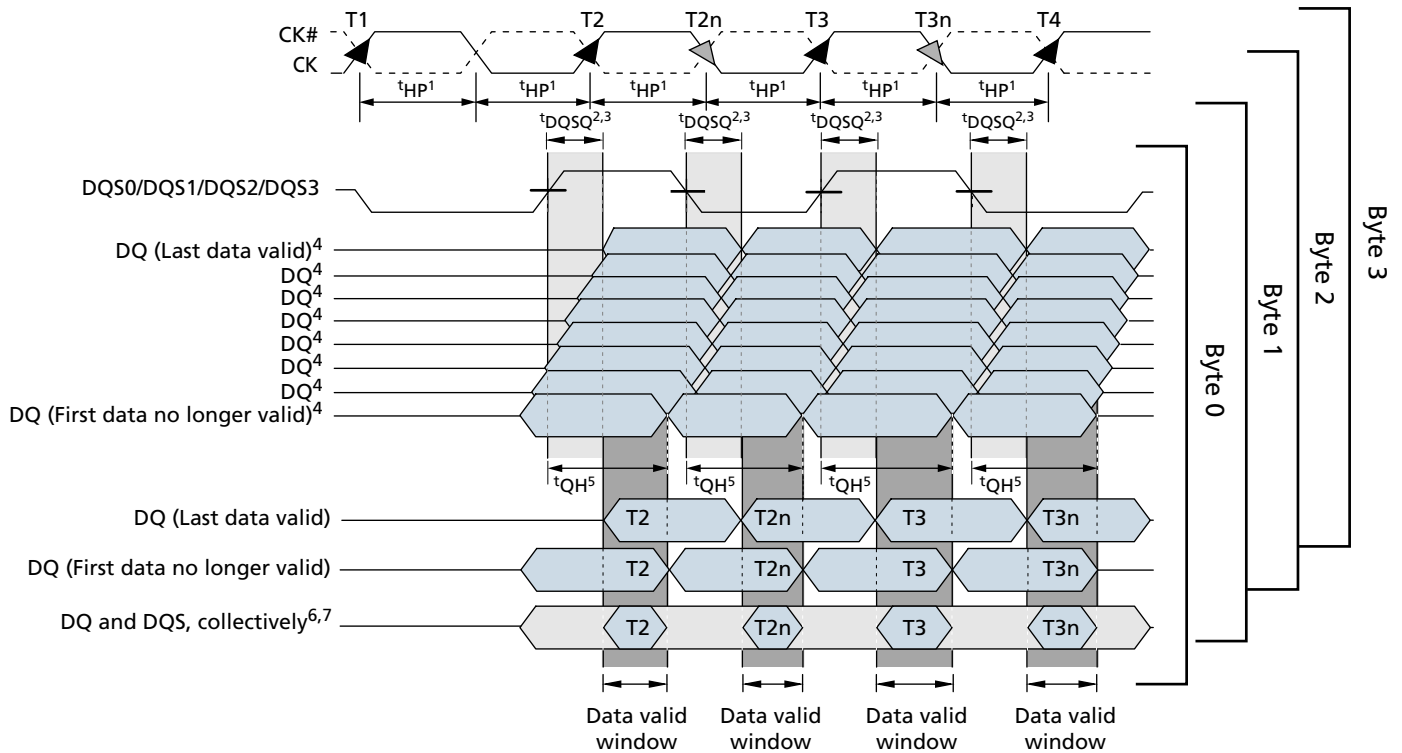 T1 T2 T2n T3 T3n T4
CK#
CK
tHP1 tHP1 tHP1 tHP1 tHP1 tHP1
tDQSQ2,3 tDQSQ2,3 tDQSQ2,3 tDQSQ2,3
DQS0/DQS1/DQS2/DQS3
DQ (Last data valid)4
DQ4
DQ4
DQ4
DQ4
DQ4
DQ4
DQ (First data no longer valid)4
tQH5 tQH5 tQH5 tQH5
DQ (Last data valid) T2 T2n T3 T3n
DQ (First data no longer valid) T2 T2n T3 T3n
DQ and DQS, collectively6,7 T2 T2n T3 T3n
Data valid window
Data valid window
Data valid window
Data valid window
Byte 0
Byte 1
Byte 2
Byte 3